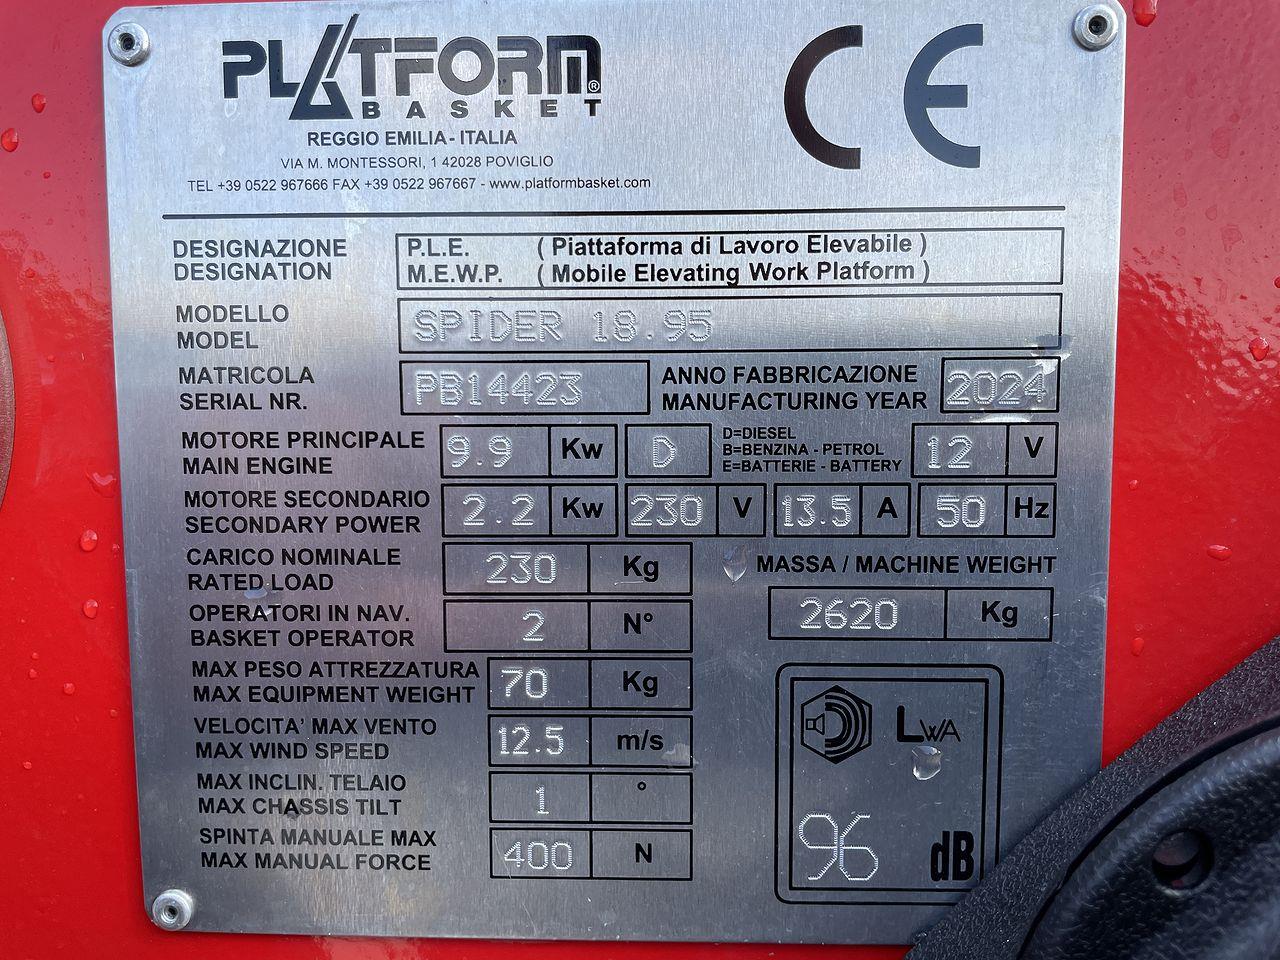 PLATFORM®
BASKET
CE
REGGIO EMILIA - ITALIA
VIA M. MONTESSORI, 1 42028 POVIGLIO
TEL +39 0522 967666 FAX +39 0522 967667 - www.platformbasket.com
DESIGNAZIONE P.L.E. ( Piattaforma di Lavoro Elevabile )
DESIGNATION M.E.W.P. ( Mobile Elevating Work Platform )
MODELLO
MODEL
SPIDER 18.95
MATRICOLA
SERIAL NR.
PB14423
ANNO FABBRICAZIONE
MANUFACTURING YEAR
2024
MOTORE PRINCIPALE
MAIN ENGINE
9.9 Kw D
D=DIESEL
B=BENZINA - PETROL
E=BATTERIE - BATTERY
12 V
MOTORE SECONDARIO
SECONDARY POWER
2.2 Kw 230 V 13.5 A 50 Hz
CARICO NOMINALE
RATED LOAD
230 Kg
MASSA / MACHINE WEIGHT
2620 Kg
OPERATORI IN NAV.
BASKET OPERATOR
2 N°
MAX PESO ATTREZZATURA
MAX EQUIPMENT WEIGHT
70 Kg
VELOCITA' MAX VENTO
MAX WIND SPEED
12.5 m/s
MAX INCLIN. TELAIO
MAX CHASSIS TILT
1 °
SPINTA MANUALE MAX
MAX MANUAL FORCE
400 N
LWA
96 dB